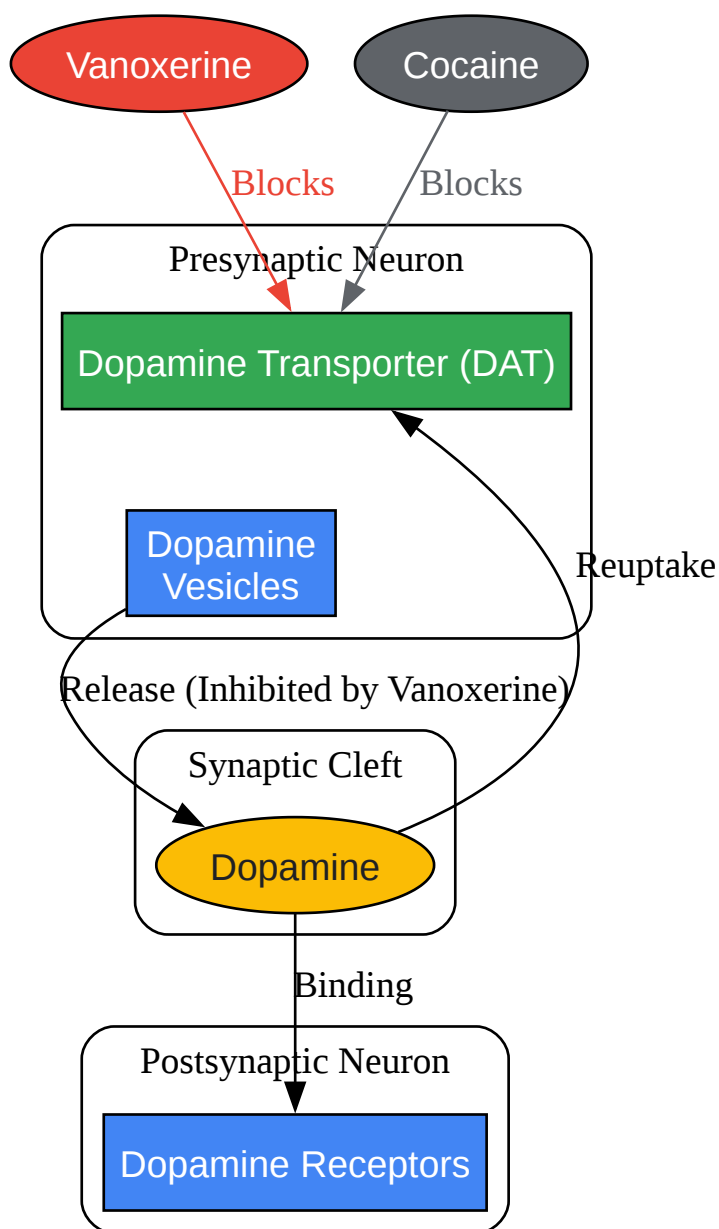 Vanoxerine
Cocaine
Blocks
Blocks
Presynaptic Neuron
Dopamine Transporter (DAT)
Dopamine
Vesicles
Reuptake
Release (Inhibited by Vanoxerine)
Synaptic Cleft
Dopamine
Binding
Postsynaptic Neuron
Dopamine Receptors